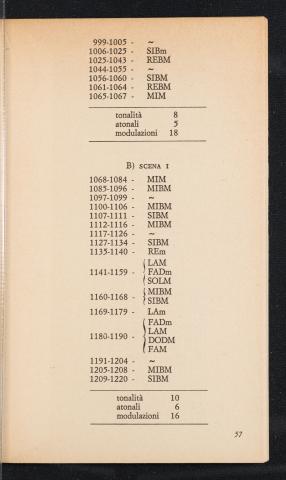 999-1005 - ~
1006-1025 - SIBm
1025-1043 - REBM
1044-1055 - ~
1056-1060 - SIBM
1061-1064 - REBM
1065-1067 - MIM
tonalità 8
atonali 5
modulazioni 18
B) SCENA I
1068-1084 - MIM
1085-1096 - MIBM
1097-1099 - ~
1100-1106 - MIBM
1107-1111 - SIBM
1112-1116 - MIBM
1117-1126 - ~
1127-1134 - SIBM
1135-1140 - REm
LAM
1141-1159 - FADm
SOLM
MIBM
1160-1168 -
SIBM
1169-1179 - LAm
FADm
LAM
1180-1190 -
DODM
FAM
1191-1204 - ~
1205-1208 - MIBM
1209-1220 - SIBM
tonalità 10
atonali 6
modulazioni 16
57